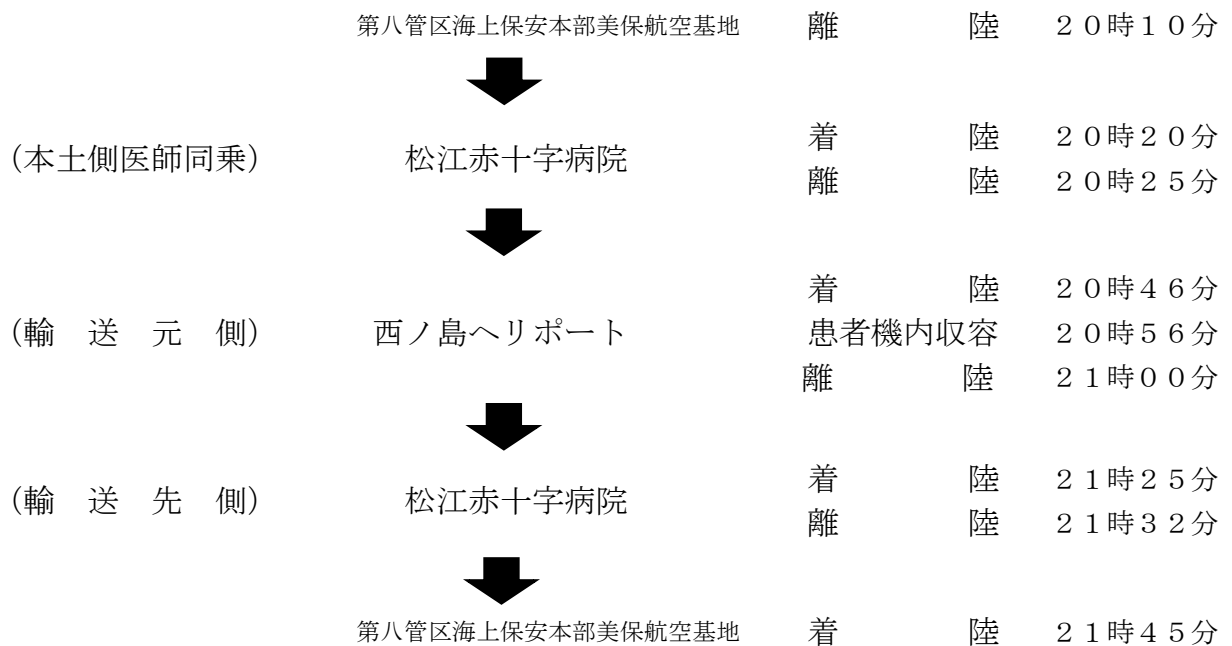 第八管区海上保安本部美保航空基地 離 陸 20時10分
着 陸 20時20分
(本土側医師同乗) 松江赤十字病院
離 陸 20時25分
着 陸 20時46分
(輸 送 元 側) 西ノ島ヘリポート 患者機内収容 20時56分
離 陸 21時00分
着 陸 21時25分
(輸 送 先 側) 松江赤十字病院
離 陸 21時32分
第八管区海上保安本部美保航空基地 着 陸 21時45分